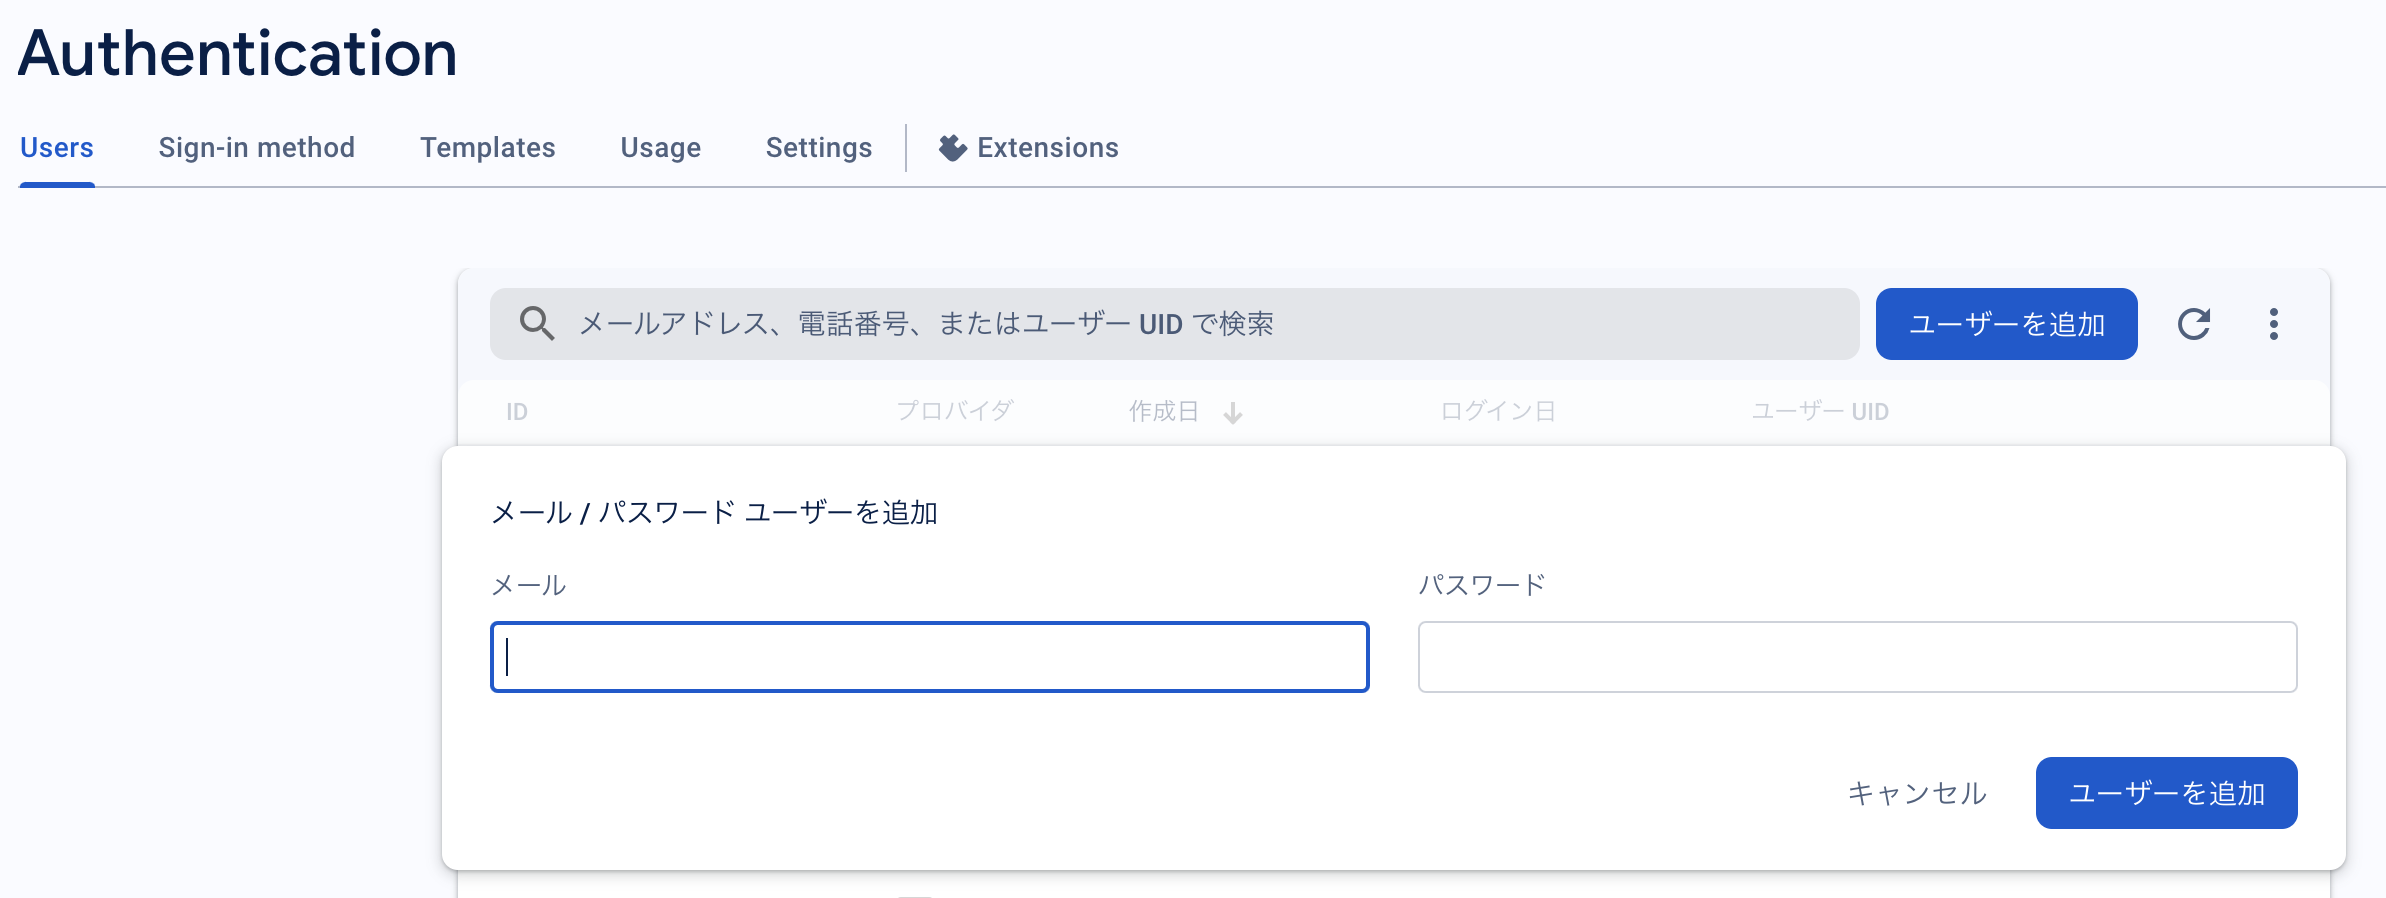 Authentication
Users Sign-in method Templates Usage Settings Extensions
メールアドレス、電話番号、またはユーザー UID で検索 ユーザーを追加
ID プロバイダ 作成日 ログイン日 ユーザー UID
メール / パスワード ユーザーを追加
メール パスワード
キャンセル ユーザーを追加